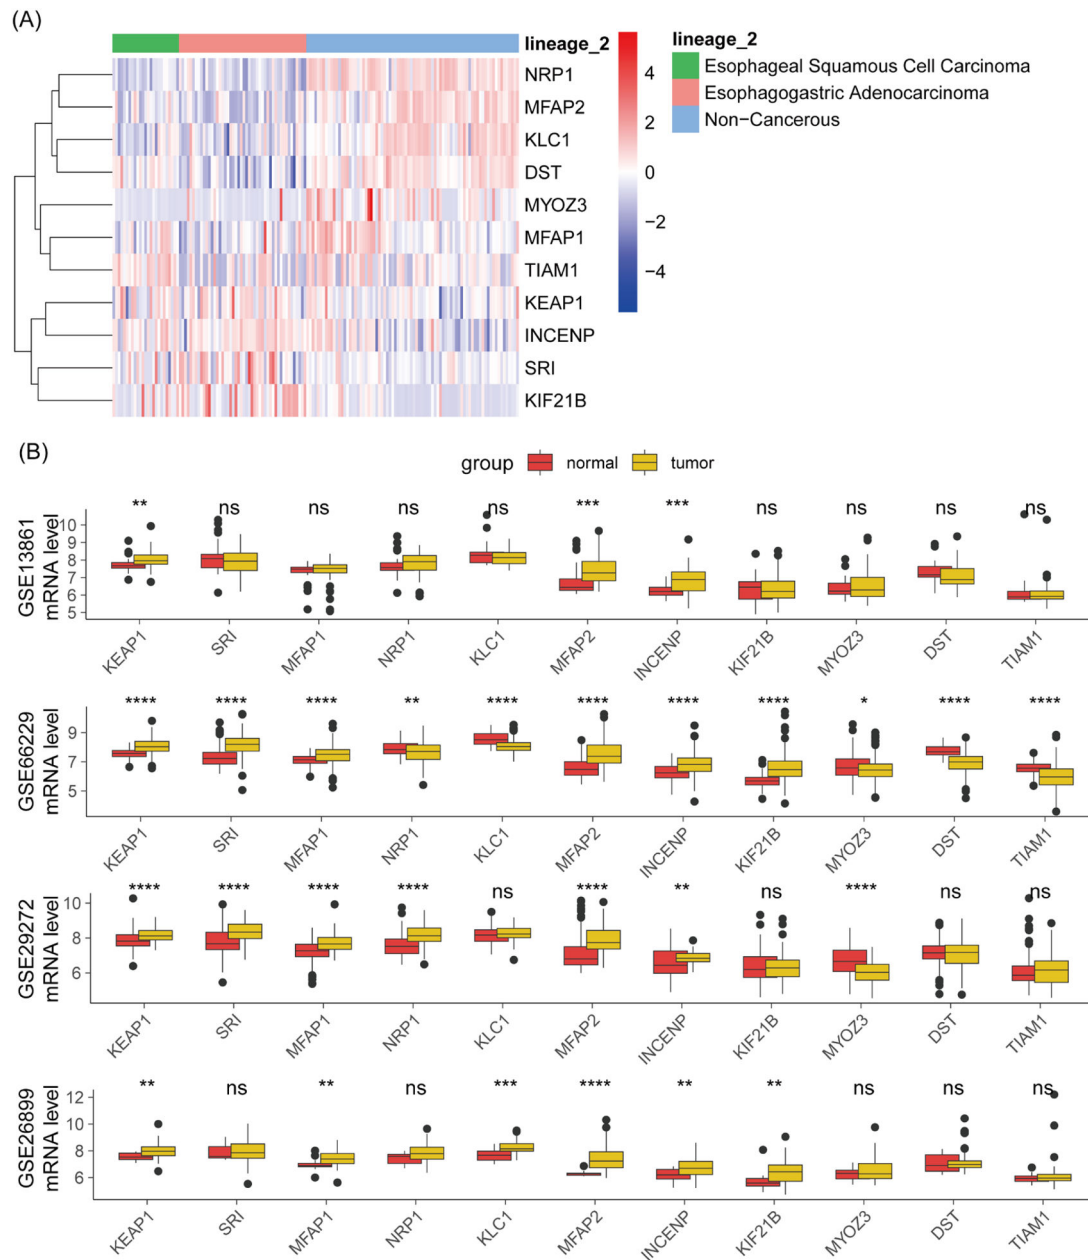 (A)
lineage_2
NRP1
MFAP2
KLC1
DST
MYOZ3
MFAP1
TIAM1
KEAP1
INCENP
SRI
KIF21B
4
2
0
−2
−4
lineage_2
Esophageal Squamous Cell Carcinoma
Esophagogastric Adenocarcinoma
Non−Cancerous
(B)
group normal tumor
GSE13861
mRNA level
10
9
8
7
6
5
** ns ns ns ns *** *** ns ns ns ns
KEAP1 SRI MFAP1 NRP1 KLC1 MFAP2 INCENP KIF21B MYOZ3 DST TIAM1
GSE66229
mRNA level
9
7
5
**** **** **** ** **** **** **** **** * **** ****
KEAP1 SRI MFAP1 NRP1 KLC1 MFAP2 INCENP KIF21B MYOZ3 DST TIAM1
GSE29272
mRNA level
10
8
6
**** **** **** **** ns **** ** ns **** ns ns
KEAP1 SRI MFAP1 NRP1 KLC1 MFAP2 INCENP KIF21B MYOZ3 DST TIAM1
GSE26899
mRNA level
12
10
8
6
** ns ** ns *** **** ** ** ns ns ns
KEAP1 SRI MFAP1 NRP1 KLC1 MFAP2 INCENP KIF21B MYOZ3 DST TIAM1